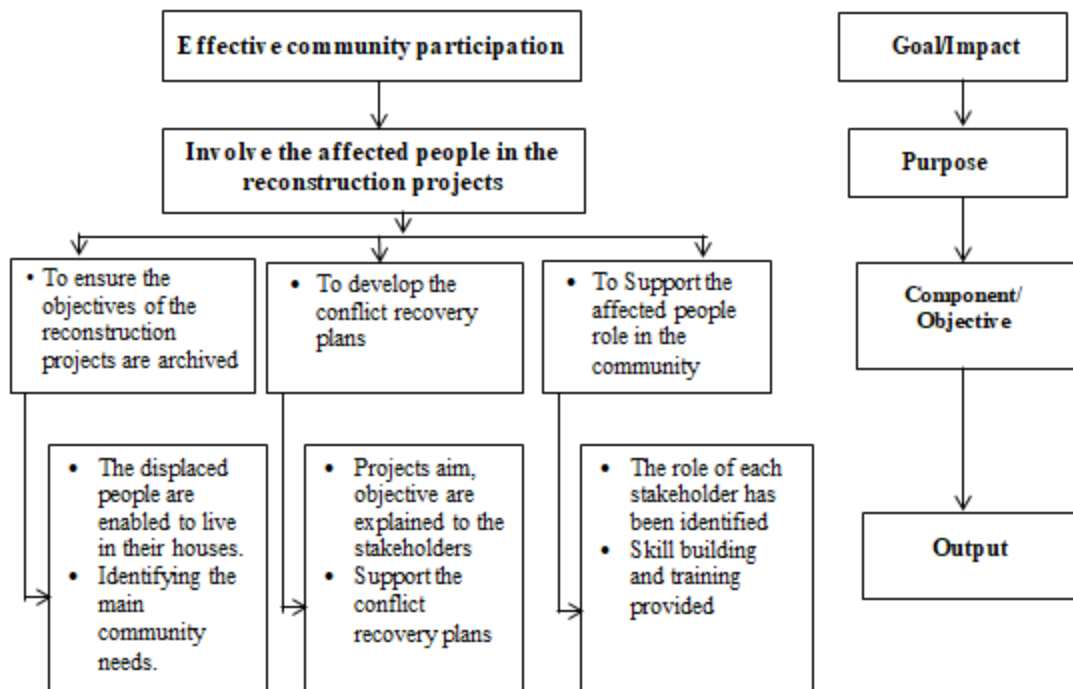 Effective community participation
Goal/Impact
Involve the affected people in the
reconstruction projects
Purpose
• To ensure the
objectives of the
reconstruction
projects are archived
• To develop the
conflict recovery
plans
• To Support the
affected people
role in the
community
Component/
Objective
• The displaced
people are
enabled to live
in their houses.
• Identifying the
main
community
needs.
• Projects aim,
objective are
explained to the
stakeholders
• Support the
conflict
recovery plans
• The role of each
stakeholder has
been identified
• Skill building
and training
provided
Output